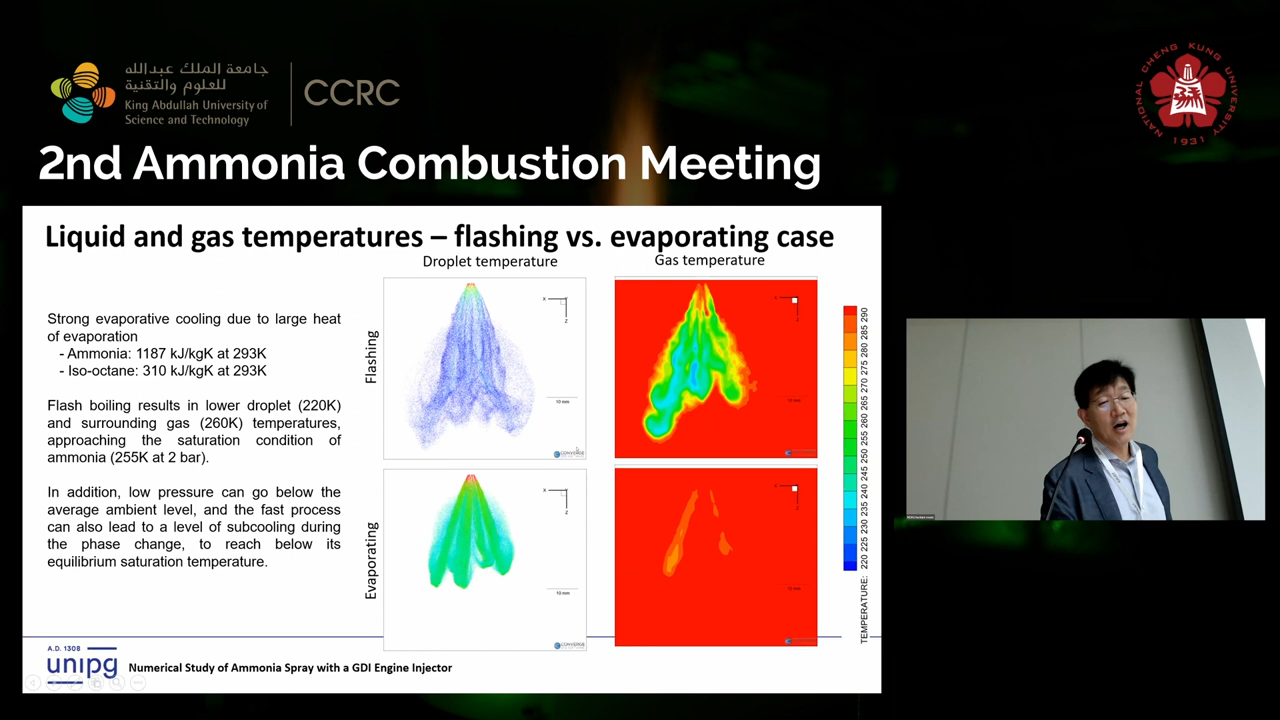 جامعة الملك عبدالله
للعلوم والتقنية
King Abdullah University of
Science and Technology
CCRC
NATIONAL CHENG KUNG UNIVERSITY
1931
2nd Ammonia Combustion Meeting
Liquid and gas temperatures – flashing vs. evaporating case
Droplet temperature
Gas temperature
Strong evaporative cooling due to large heat
of evaporation
- Ammonia: 1187 kJ/kgK at 293K
- Iso-octane: 310 kJ/kgK at 293K
Flash boiling results in lower droplet (220K)
and surrounding gas (260K) temperatures,
approaching the saturation condition of
ammonia (255K at 2 bar).
In addition, low pressure can go below the
average ambient level, and the fast process
can also lead to a level of subcooling during
the phase change, to reach below its
equilibrium saturation temperature.
Flashing
X
Z
10 mm
CONVERGE
X
Z
10 mm
Evaporating
X
Z
10 mm
CONVERGE
X
Z
10 mm
TEMPERATURE: 220 225 230 235 240 245 250 255 260 265 270 275 280 285 290
A.D. 1308
unipg
Numerical Study of Ammonia Spray with a GDI Engine Injector